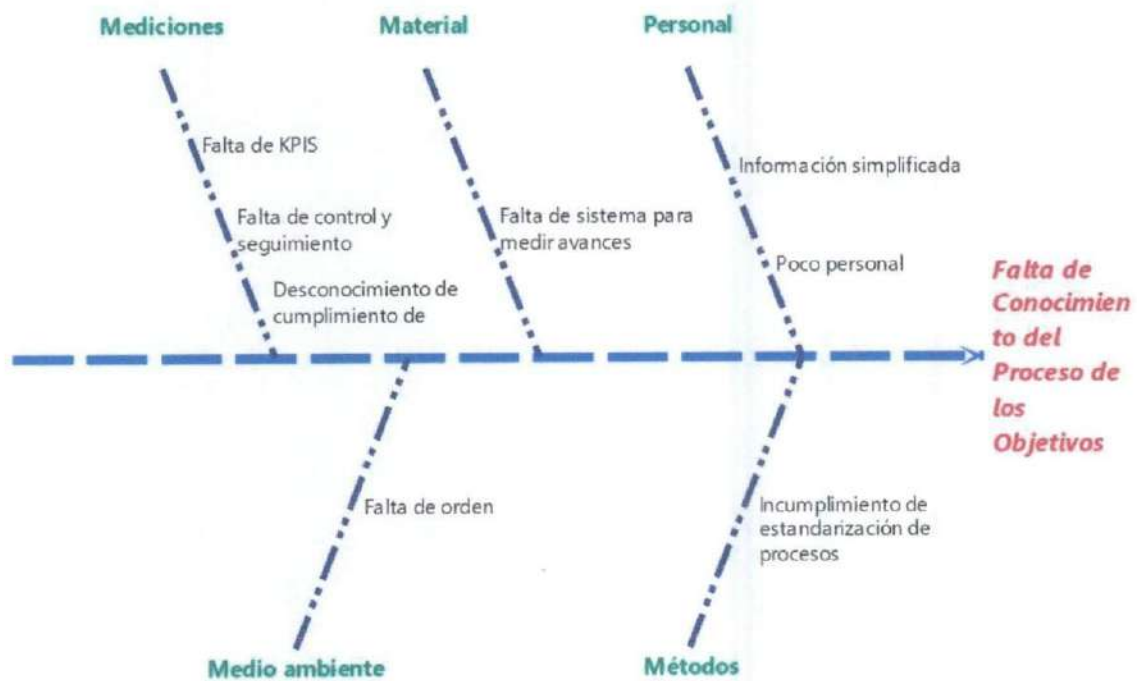 Mediciones
Material
Personal
Falta de KPIS
Falta de control y
seguimiento
Desconocimiento de
cumplimiento de
Falta de sistema para
medir avances
Información simplificada
Poco personal
Falta de
Conocimien
to del
Proceso de
los
Objetivos
Falta de orden
Incumplimiento de
estandarización de
procesos
Medio ambiente
Métodos